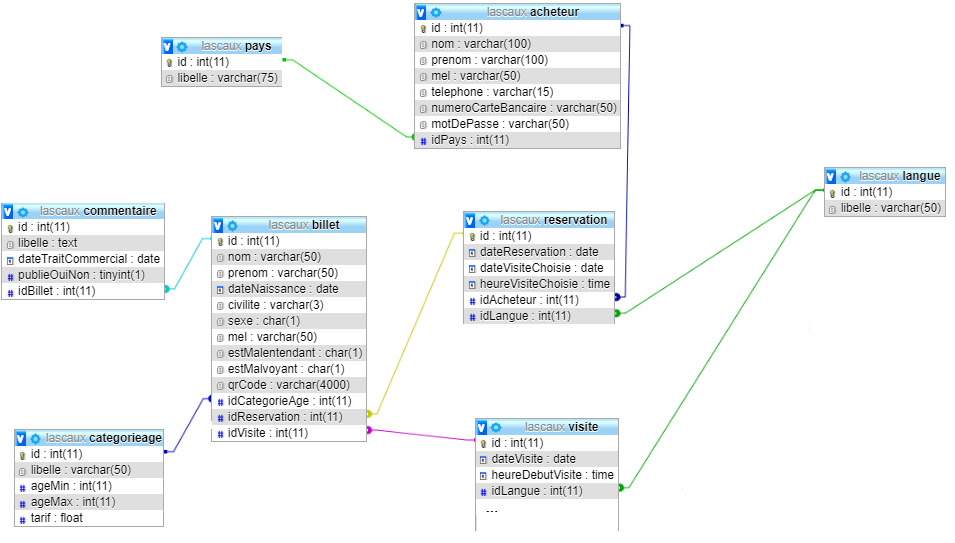 lascaux acheteur
id : int(11)
nom : varchar(100)
prenom : varchar(100)
mel : varchar(50)
telephone : varchar(15)
numeroCarteBancaire : varchar(50)
motDePasse : varchar(50)
idPays : int(11)
lascaux pays
id : int(11)
libelle : varchar(75)
lascaux langue
id : int(11)
libelle : varchar(50)
lascaux commentaire
id : int(11)
libelle : text
dateTraitCommercial : date
publieOuiNon : tinyint(1)
idBillet : int(11)
lascaux billet
id : int(11)
nom : varchar(50)
prenom : varchar(50)
dateNaissance : date
civilite : varchar(3)
sexe : char(1)
mel : varchar(50)
estMalentendant : char(1)
estMalvoyant : char(1)
qrCode : varchar(4000)
idCategorieAge : int(11)
idReservation : int(11)
idVisite : int(11)
lascaux reservation
id : int(11)
dateReservation : date
dateVisiteChoisie : date
heureVisiteChoisie : time
idAcheteur : int(11)
idLangue : int(11)
lascaux categorieage
id : int(11)
libelle : varchar(50)
ageMin : int(11)
ageMax : int(11)
tarif : float
lascaux visite
id : int(11)
dateVisite : date
heureDebutVisite : time
idLangue : int(11)
...